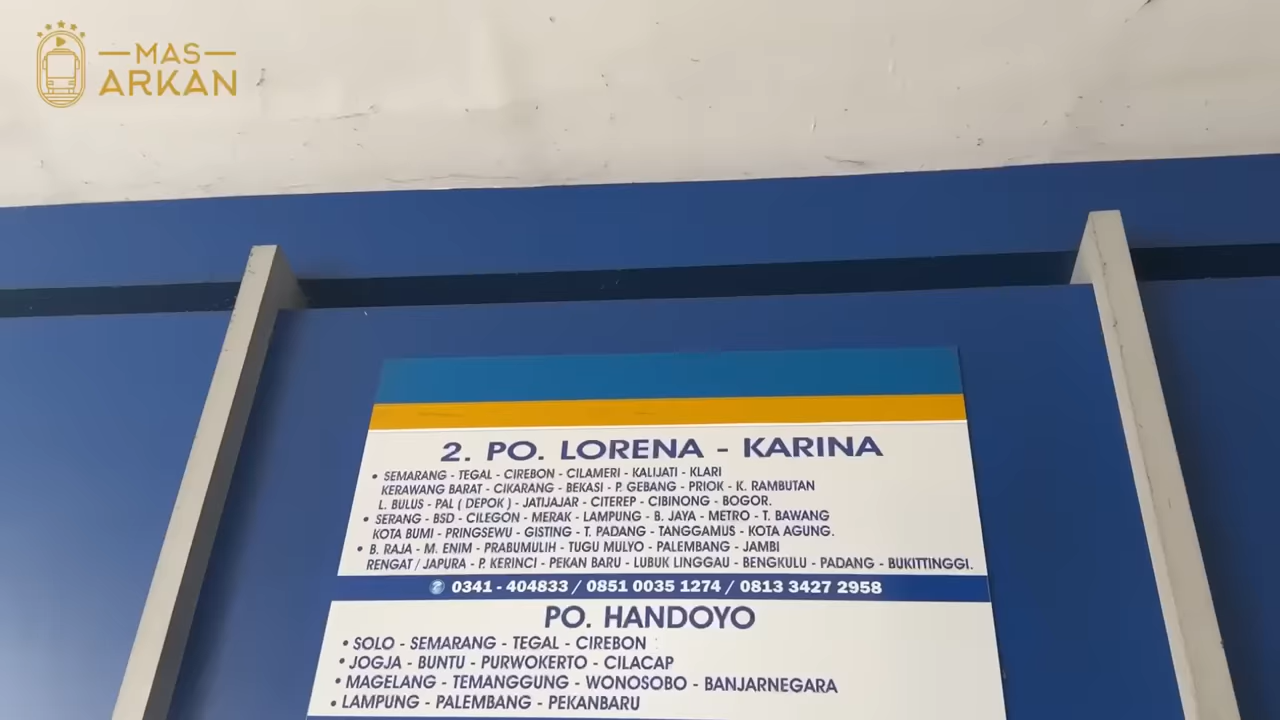 MAS
ARKAN
2. PO. LORENA - KARINA
• SEMARANG - TEGAL - CIREBON - CILAMERI - KALIJATI - KLARI
KERAWANG BARAT - CIKARANG - BEKASI - P. GEBANG - PRIOK - K. RAMBUTAN
L. BULUS - PAL ( DEPOK ) - JATIJAJAR - CITEREP - CIBINONG - BOGOR.
• SERANG - BSD - CILEGON - MERAK - LAMPUNG - B. JAYA - METRO - T. BAWANG
KOTA BUMI - PRINGSEWU - GISTING - T. PADANG - TANGGAMUS - KOTA AGUNG.
• B. RAJA - M. ENIM - PRABUMULIH - TUGU MULYO - PALEMBANG - JAMBI
RENGAT / JAPURA - P. KERINCI - PEKAN BARU - LUBUK LINGGAU - BENGKULU - PADANG - BUKITTINGGI.
0341 - 404833 / 0851 0035 1274 / 0813 3427 2958
PO. HANDOYO
• SOLO - SEMARANG - TEGAL - CIREBON
• JOGJA - BUNTU - PURWOKERTO - CILACAP
• MAGELANG - TEMANGGUNG - WONOSOBO - BANJARNEGARA
• LAMPUNG - PALEMBANG - PEKANBARU